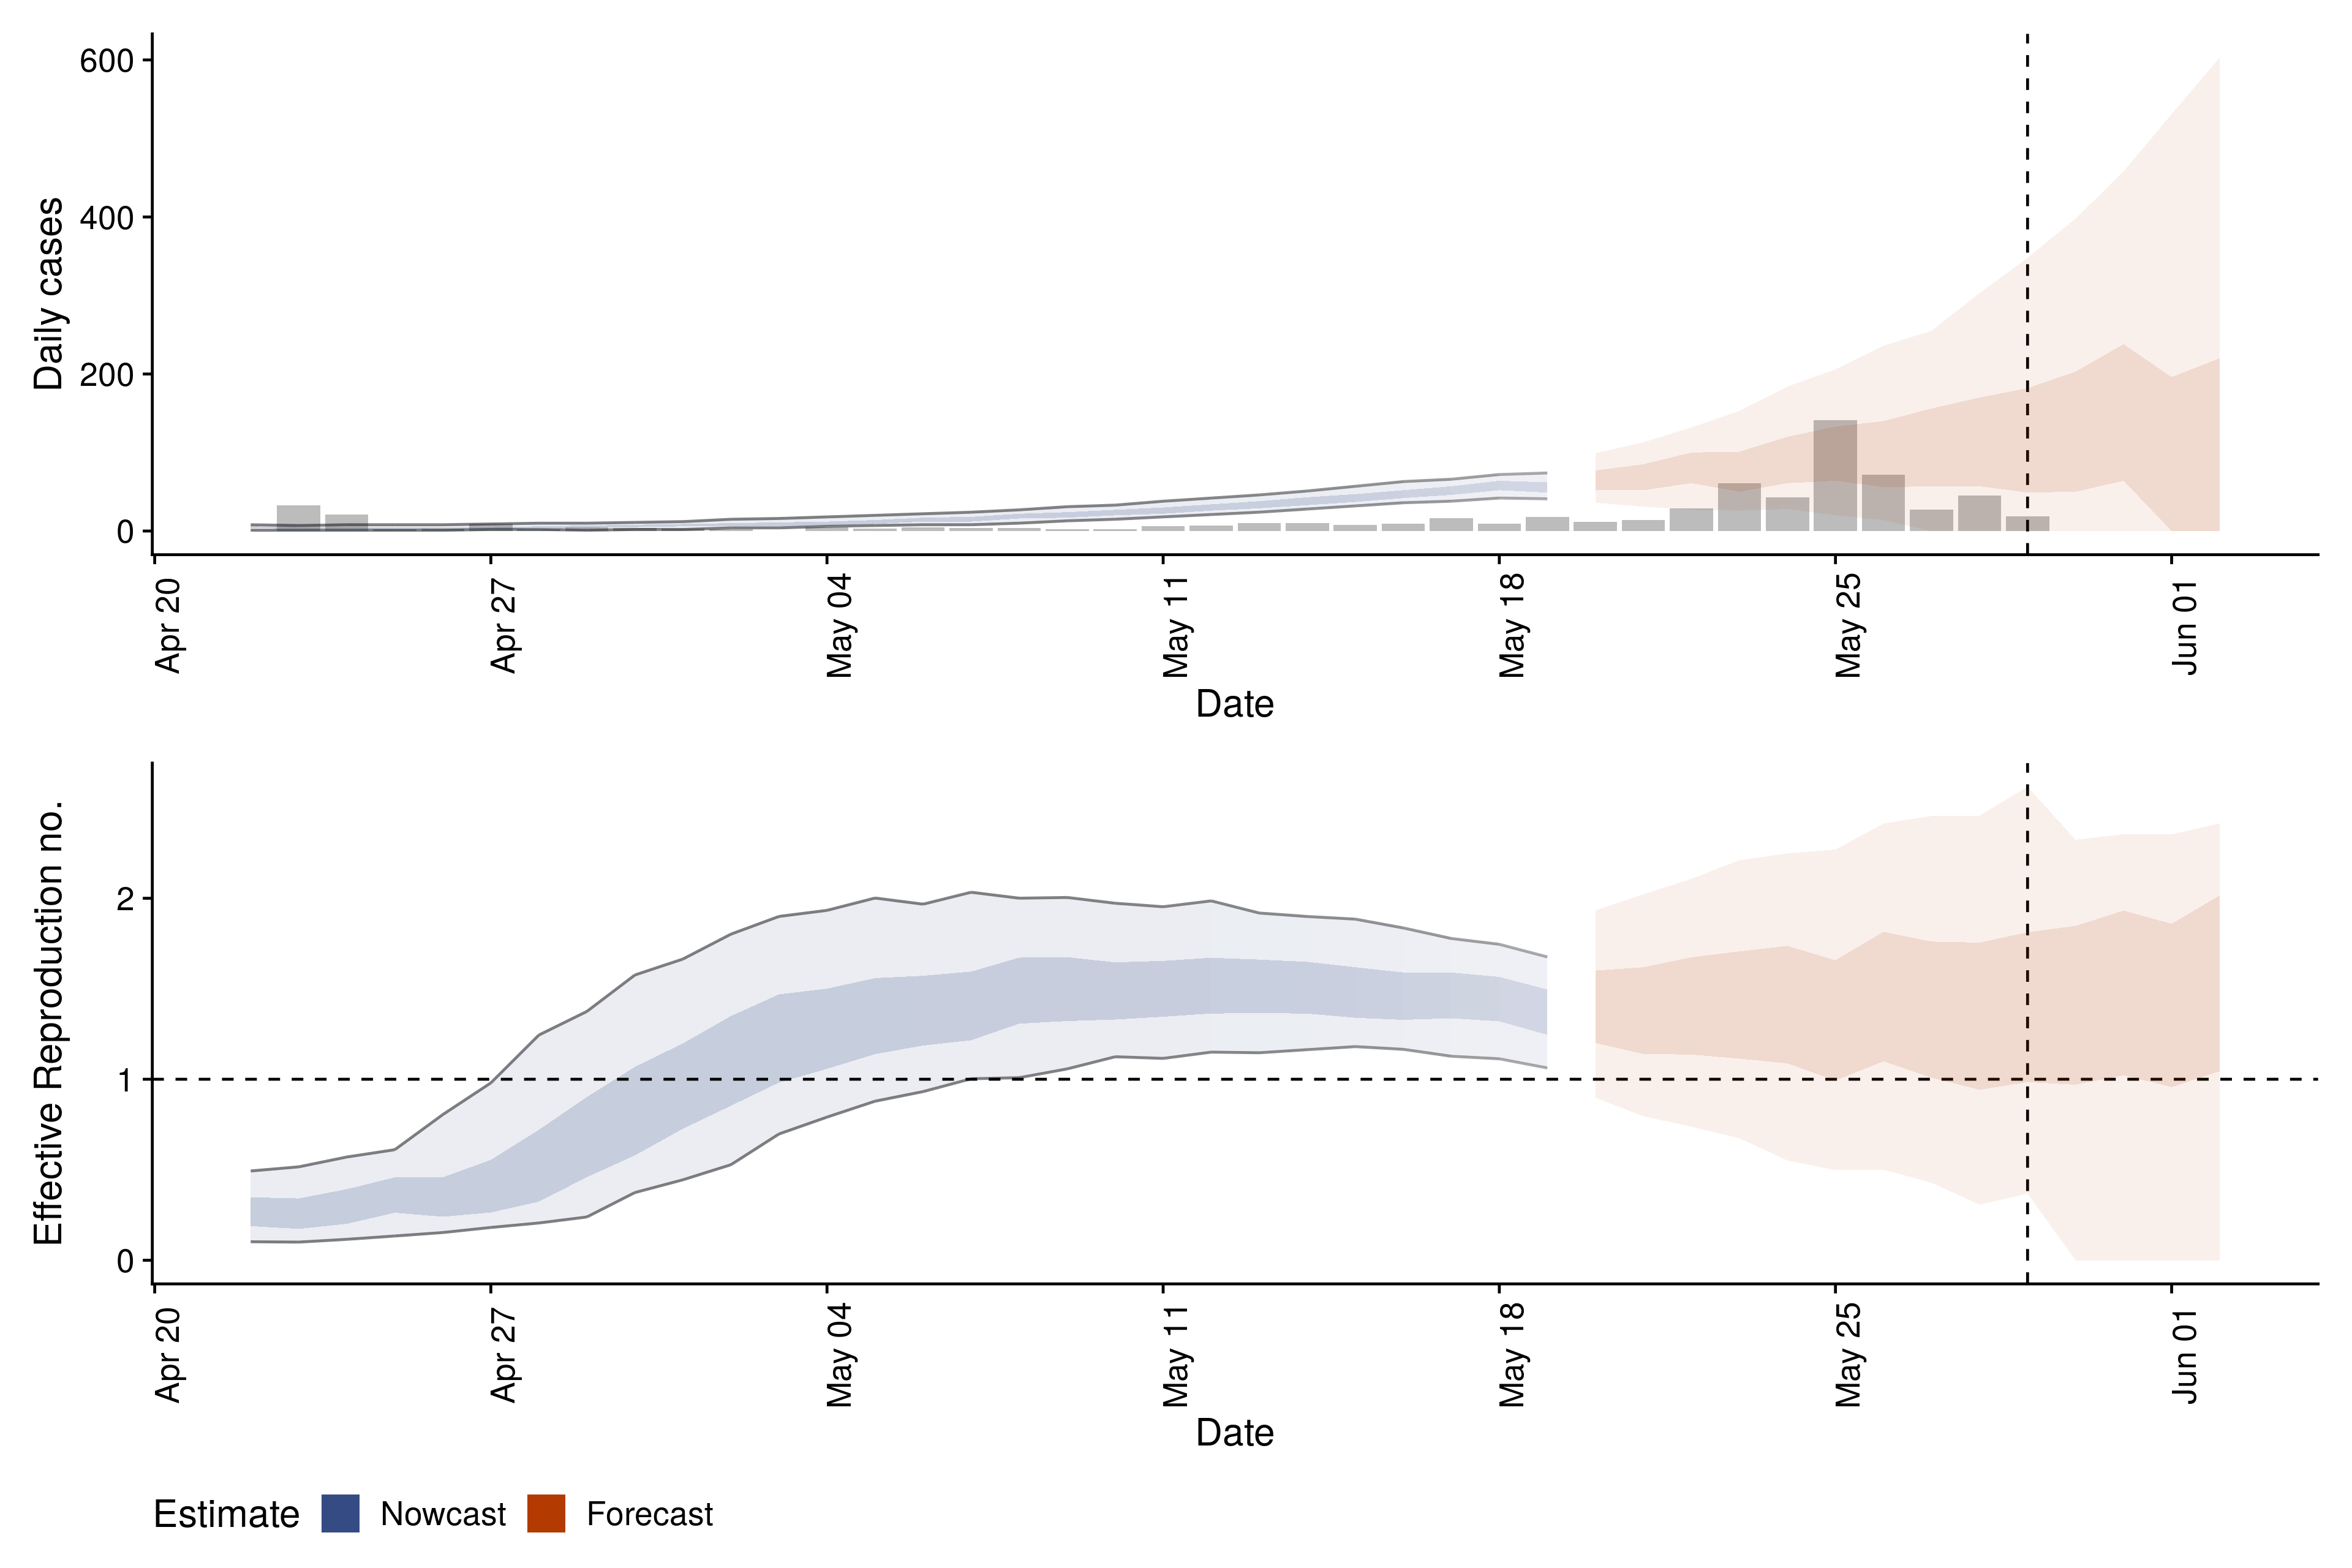 600
400
200
0
Daily cases
Apr 20
Apr 27
May 04
May 11
May 18
May 25
Jun 01
Date
2
1
0
Effective Reproduction no.
Apr 20
Apr 27
May 04
May 11
May 18
May 25
Jun 01
Date
Estimate Nowcast Forecast